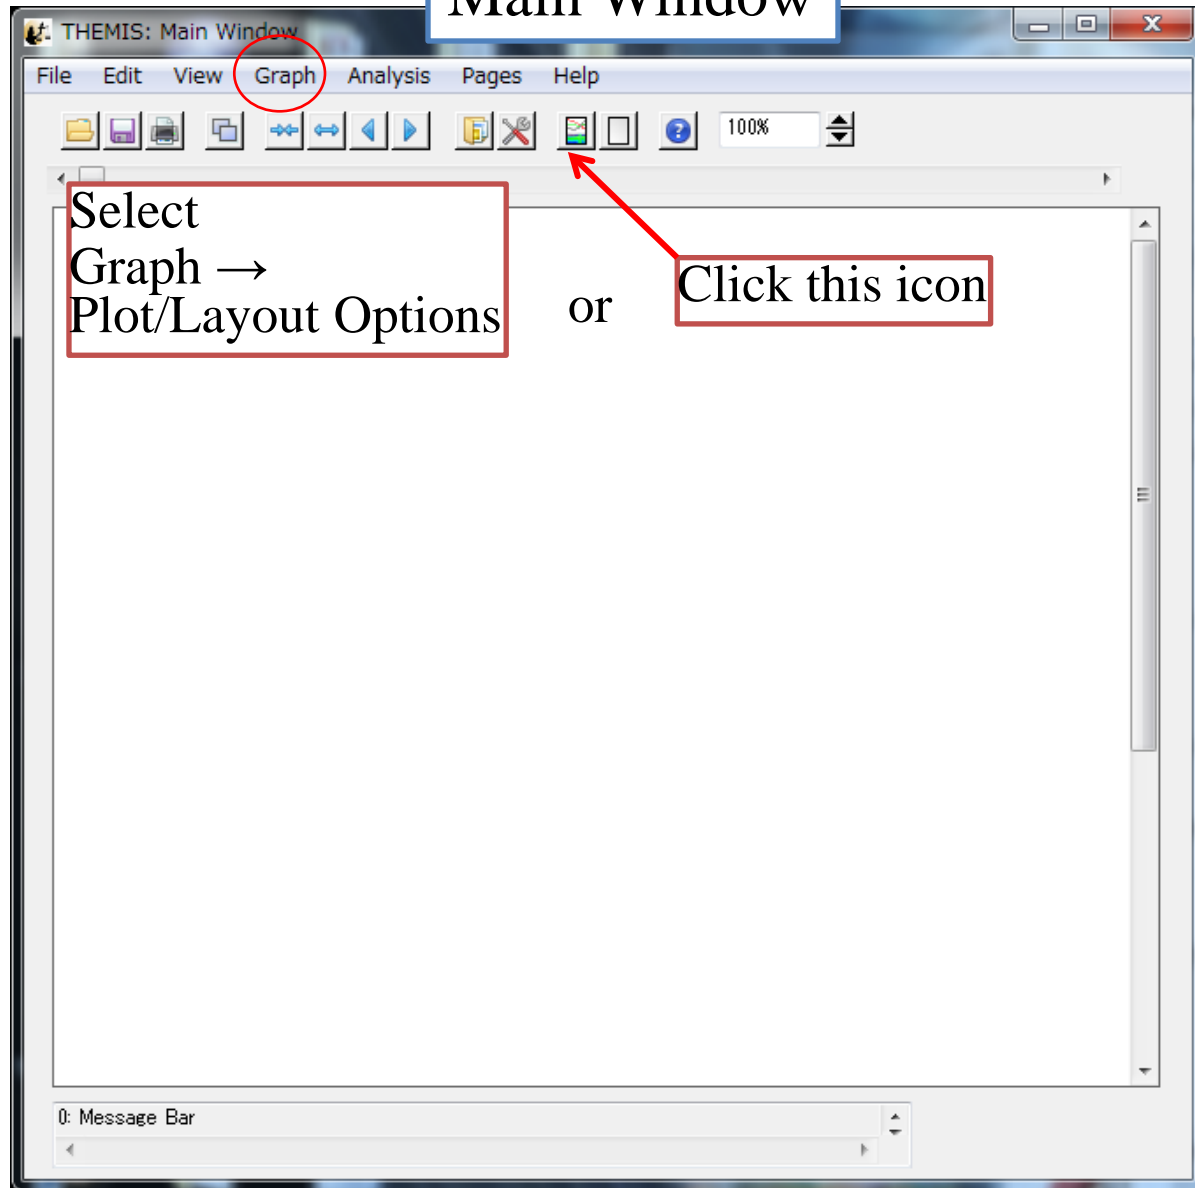 Main Window
THEMIS: Main Window
File Edit View Graph Analysis Pages Help
100%
Select
Graph →
Plot/Layout Options
or
Click this icon
0: Message Bar